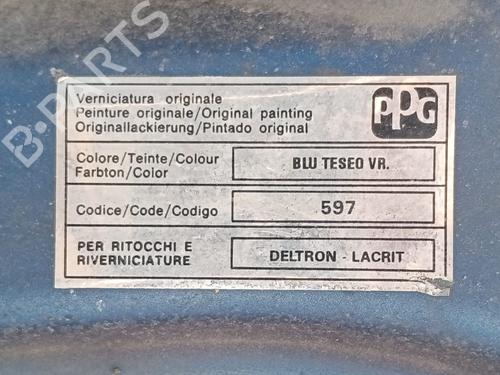 B-PARTS
Verniciatura originale
Peinture originale/Original painting
Originallackierung/Pintado original
PPG
Colore/Teinte/Colour
Farbton/Color
BLU TESEO VR.
Codice/Code/Codigo
597
PER RITOCCHI E
RIVERNICIATURE
DELTRON - LACRIT